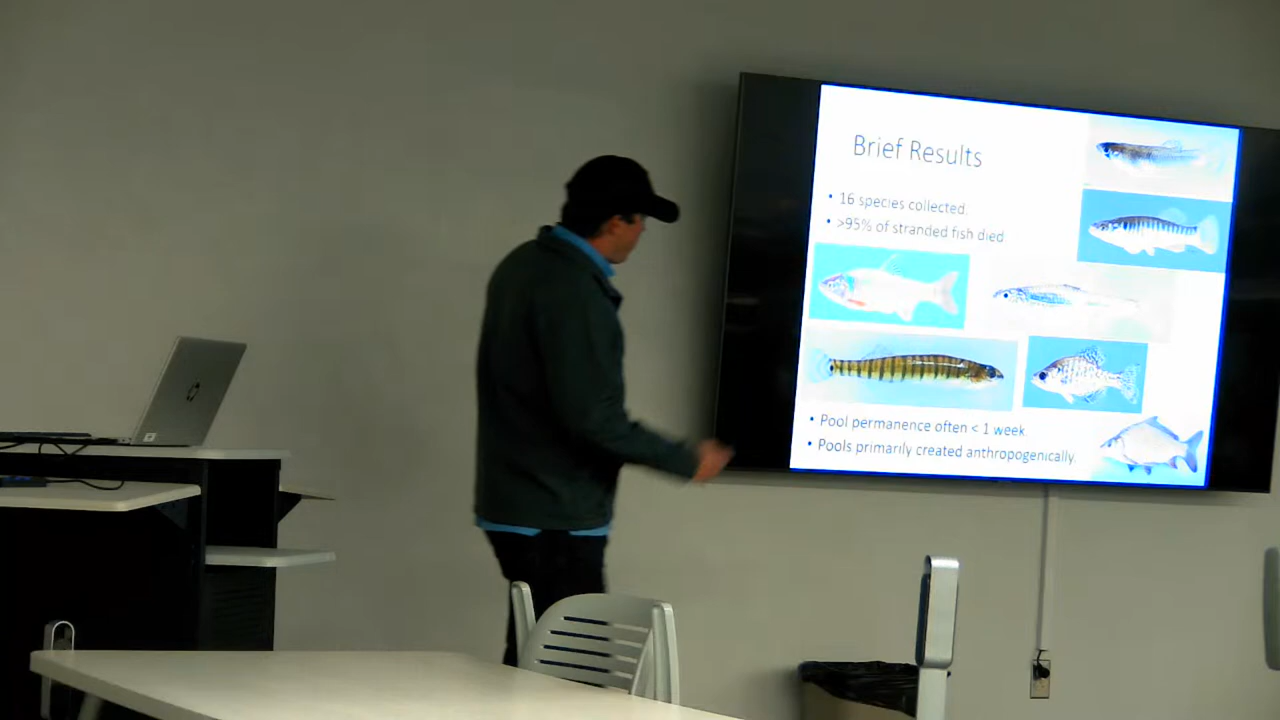 Brief Results
• 16 species collected.
• >95% of stranded fish died.
• Pool permanence often < 1 week.
• Pools primarily created anthropogenically.